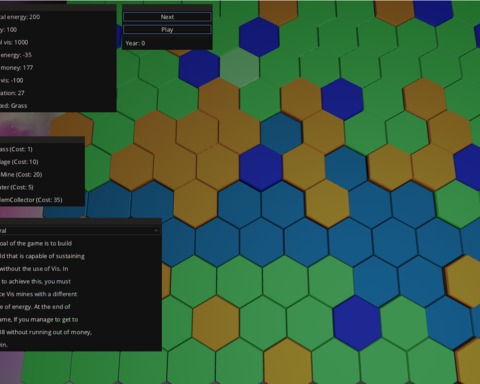 tal energy: 200
y: 100
l vis: 1000
energy: -35
money: 177
vis: -100
ation: 27
ed: Grass
Next
Play
Year: 0
ass (Cost: 1)
lage (Cost: 10)
Mine (Cost: 20)
ter (Cost: 5)
lemCollector (Cost: 35)
ral
oal of the game is to build
ld that is capable of sustaining
without the use of Vis. In
to achieve this, you must
ce Vis mines with a different
e of energy. At the end of
ame, If you manage to get to
8 without running out of money,
in.